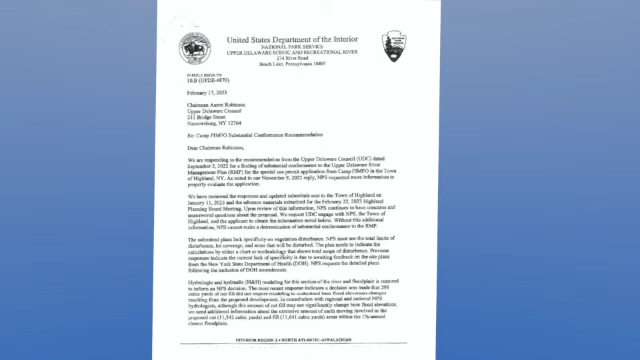 United States Department of the Interior
NATIONAL PARK SERVICE
UPPER DELAWARE SCENIC AND RECREATIONAL RIVER
274 River Road
Beach Lake, Pennsylvania 18405
IN REPLY REFER TO
10.B (UPDE-4670)
February 17, 2023
Chairman Aaron Robinson
Upper Delaware Council
211 Bridge Street
Narrowsburg, NY 12764
Re: Camp FIMFO Substantial Conformance Recommendation
Dear Chairman Robinson,
We are responding to the recommendation from the Upper Delaware Council (UDC) dated
September 2, 2022 for a finding of substantial conformance to the Upper Delaware River
Management Plan (RMP) for the special use permit application from Camp FIMFO in the Town
of Highland, NY. As noted in our November 9, 2022 reply, NPS requested more information to
properly evaluate the application.
We have reviewed the responses and updated submittals sent to the Town of Highland on
January 11, 2023 and the advance materials submitted for the February 22, 2023 Highland
Planning Board Meeting. Upon review of this information, NPS continues to have concerns and
unanswered questions about the proposal. We request UDC engage with NPS, the Town of
Highland, and the applicant to obtain the information noted below. Without this additional
information, NPS cannot make a determination of substantial conformance to the RMP.
The submitted plans lack specificity on vegetation disturbance. NPS must see the total limits of
disturbance, lot coverage, and areas that will be disturbed. The plan needs to indicate the
calculations by either a chart or methodology that shows total scope of disturbance. Previous
responses indicate the current lack of specificity is due to awaiting feedback on the site plans
from the New York State Department of Health (DOH). NPS requests the detailed plans
following the inclusion of DOH amendments.
Hydrologic and hydraulic (H&H) modeling for this section of the river and floodplain is required
to inform an NPS decision. The most recent response indicates a decision was made that 299
cubic yards of net fill did not require modeling to understand base flood elevations changes
resulting from the proposed development. In consultation with regional and national NPS
hydrologists, although this amount of net fill may not significantly change base flood elevations,
we need additional information about the extensive amount of earth moving involved in the
proposed cut (11,342 cubic yards) and fill (11,641 cubic yards) areas within the 1% annual
chance floodplain.
INTERIOR REGION 1 • NORTH ATLANTIC-APPALACHIAN